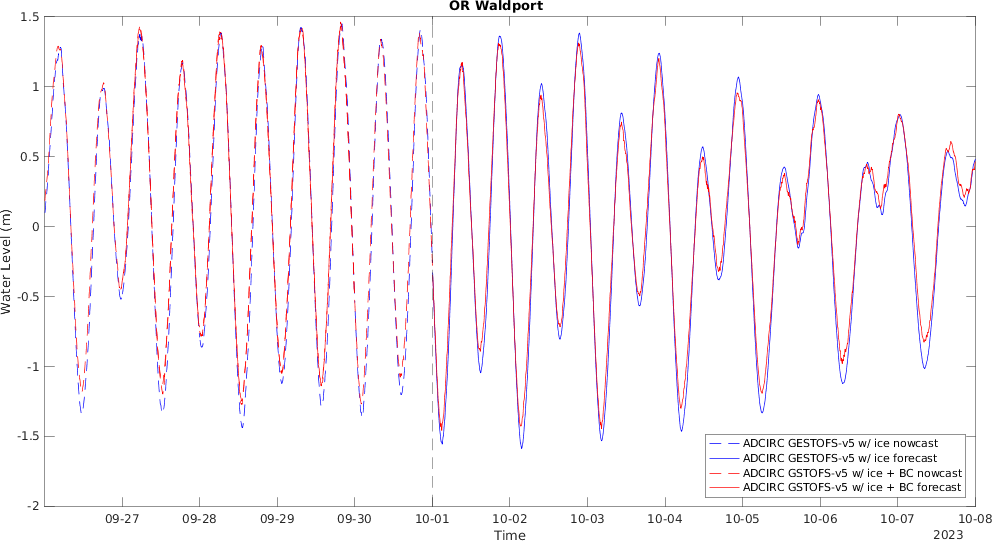 OR Waldport
1.5
1
0.5
0
-0.5
-1
-1.5
-2
Water Level (m)
ADCIRC GESTOFS-v5 w/ ice nowcast
ADCIRC GESTOFS-v5 w/ ice forecast
ADCIRC GSTOFS-v5 w/ ice + BC nowcast
ADCIRC GSTOFS-v5 w/ ice + BC forecast
09-27 09-28 09-29 09-30 10-01 10-02 10-03 10-04 10-05 10-06 10-07 10-08
Time
2023